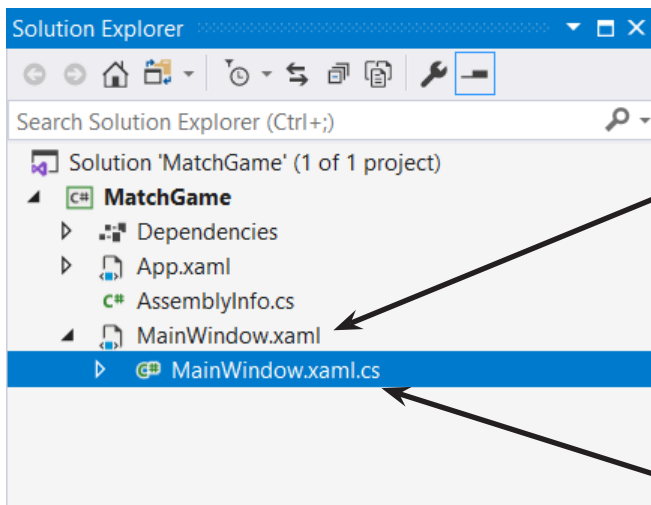 Solution Explorer
Search Solution Explorer (Ctrl+;)
Solution 'MatchGame' (1 of 1 project)
C# MatchGame
Dependencies
App.xaml
C# AssemblyInfo.cs
MainWindow.xaml
C# MainWindow.xaml.cs